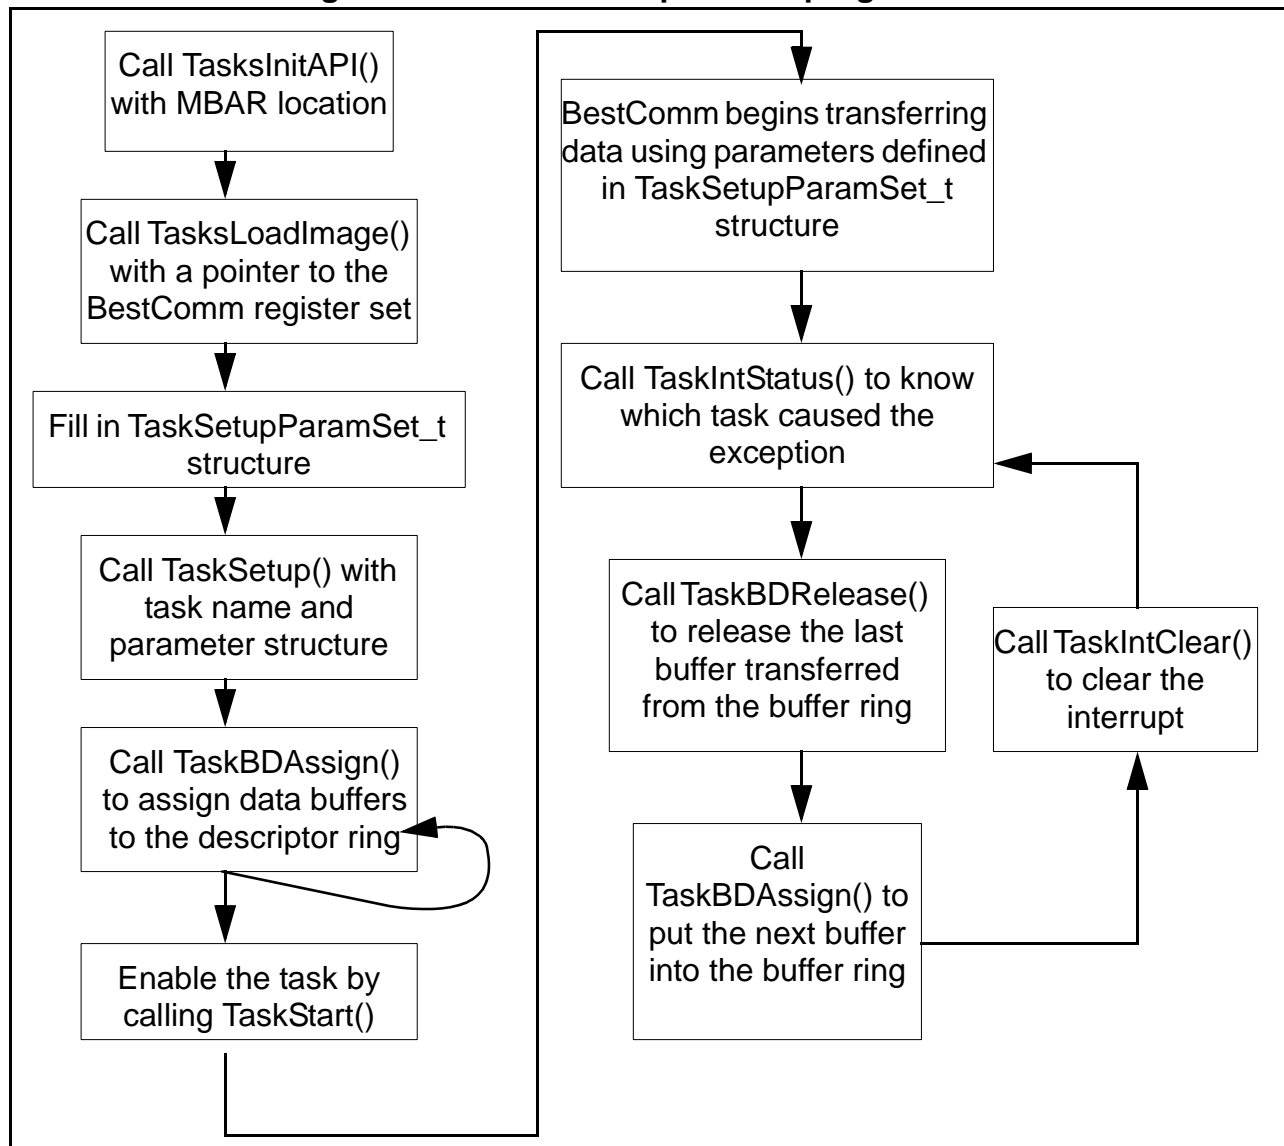 Call TasksInitAPI()
with MBAR location
Call TasksLoadImage()
with a pointer to the
BestComm register set
Fill in TaskSetupParamSet_t
structure
Call TaskSetup() with
task name and
parameter structure
Call TaskBDAssign()
to assign data buffers
to the descriptor ring
Enable the task by
calling TaskStart()
BestComm begins transferring
data using parameters defined
in TaskSetupParamSet_t
structure
Call TaskIntStatus() to know
which task caused the
exception
Call TaskBDRelease()
to release the last
buffer transferred
from the buffer ring
Call
TaskBDAssign() to
put the next buffer
into the buffer ring
Call TaskIntClear()
to clear the
interrupt